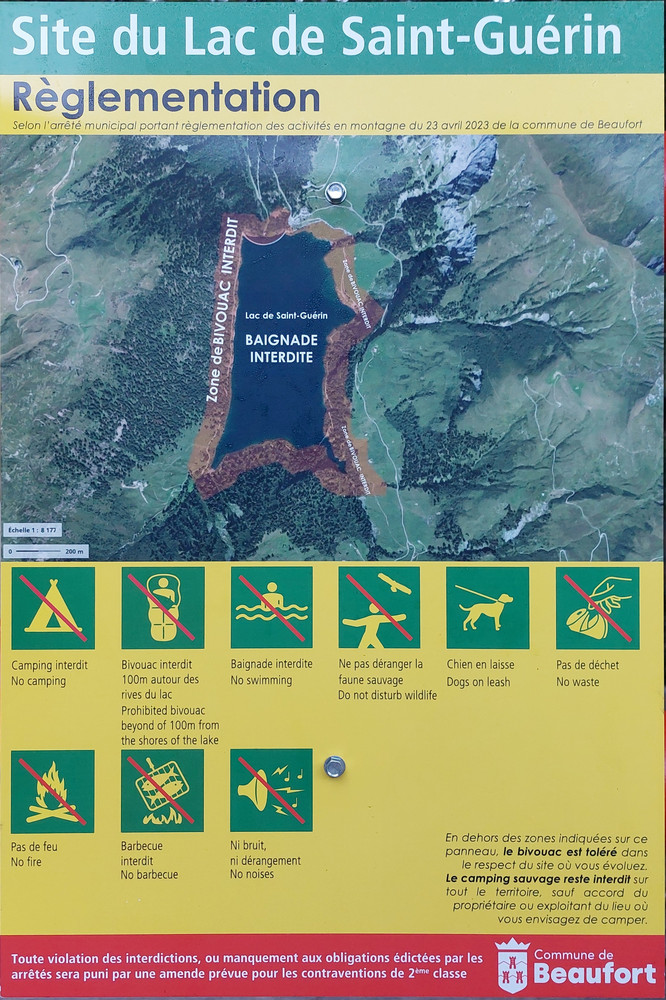 Site du Lac de Saint-Guérin
Règlementation
Selon l'arrêté municipal portant règlementation des activités en montagne du 23 avril 2023 de la commune de Beaufort
Zone de BIVOUAC INTERDIT
Zone de BIVOUAC INTERDIT
Lac de Saint-Guérin
BAIGNADE
INTERDITE
Zone de BIVOUAC INTERDIT
Échelle 1 : 8 177
0 200 m
Camping interdit
No camping
Bivouac interdit
100m autour des
rives du lac
Prohibited bivouac
beyond of 100m from
the shores of the lake
Baignade interdite
No swimming
Ne pas déranger la
faune sauvage
Do not disturb wildlife
Chien en laisse
Dogs on leash
Pas de déchet
No waste
Pas de feu
No fire
Barbecue
interdit
No barbecue
Ni bruit,
ni dérangement
No noises
En dehors des zones indiquées sur ce
panneau, le bivouac est toléré dans
le respect du site où vous évoluez.
Le camping sauvage reste interdit sur
tout le territoire, sauf accord du
propriétaire ou exploitant du lieu où
vous envisagez de camper.
Toute violation des interdictions, ou manquement aux obligations édictées par les
arrêtés sera puni par une amende prévue pour les contraventions de 2ème classe
Commune de
Beaufort